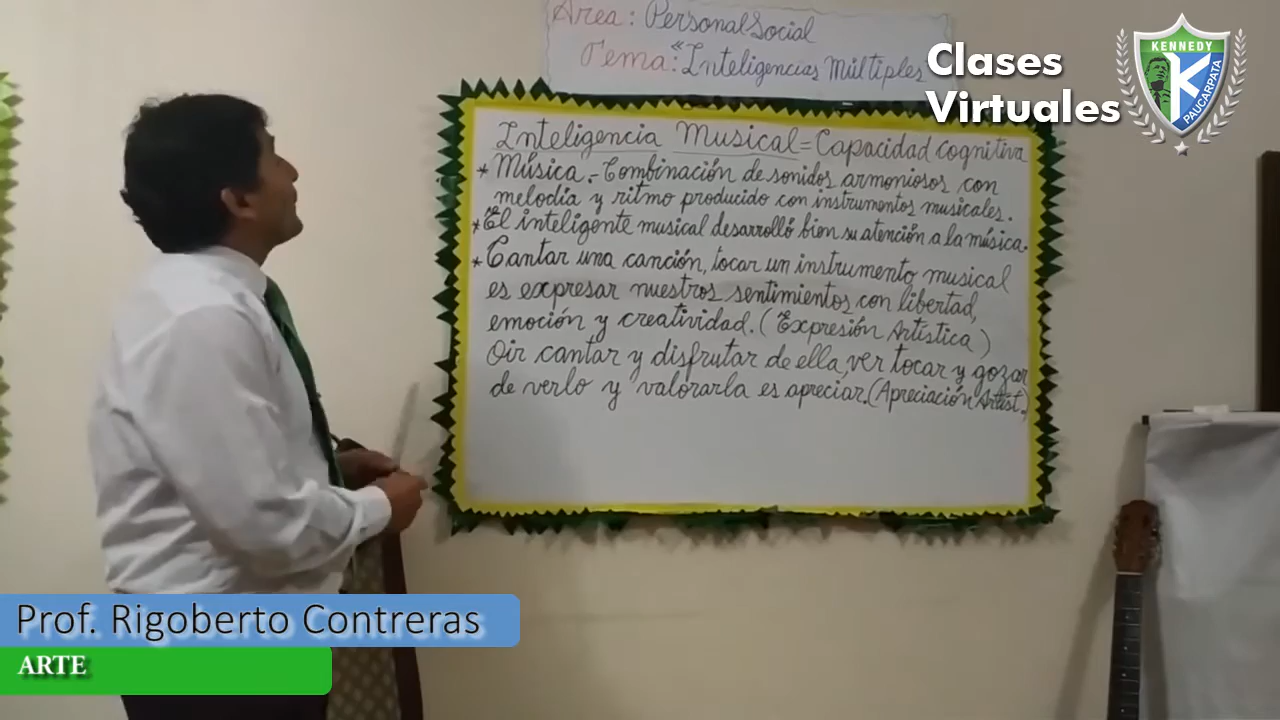 Area: Personal Social
Tema: "Inteligencias Múltiples
Clases
Virtuales
KENNEDY
K
PAUCARPATA
Inteligencia Musical = Capacidad cognitiva
* Música.- Combinación de sonidos armoniosos con
melodía y ritmo producido con instrumentos musicales.
* El inteligente musical desarrolló bien su atención a la música.
* Cantar una canción, tocar un instrumento musical
es expresar nuestros sentimientos con libertad,
emoción y creatividad. (Expresión Artística)
Oir cantar y disfrutar de ella, ver tocar y gozar
de verlo y valorarla es apreciar. (Apreciación Artist.)
Prof. Rigoberto Contreras
ARTE